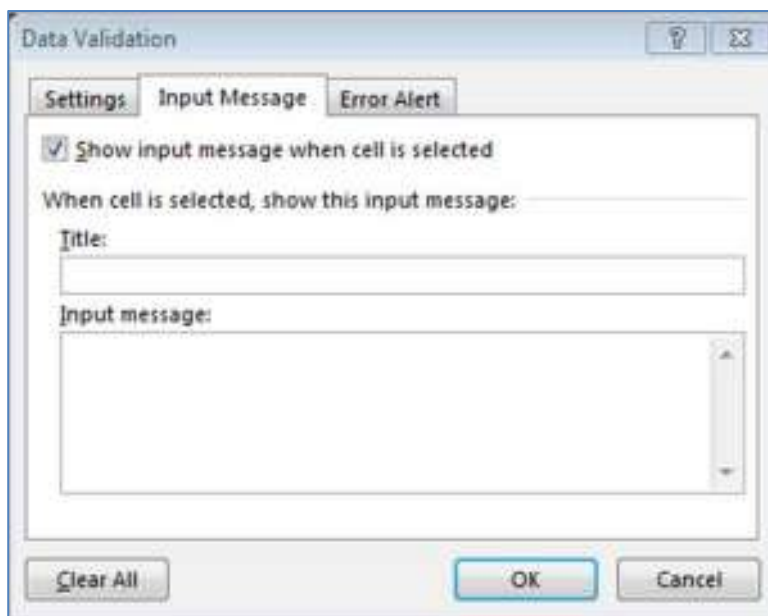 Data Validation
Settings Input Message Error Alert
Show input message when cell is selected
When cell is selected, show this input message:
Title:
Input message:
Clear All OK Cancel